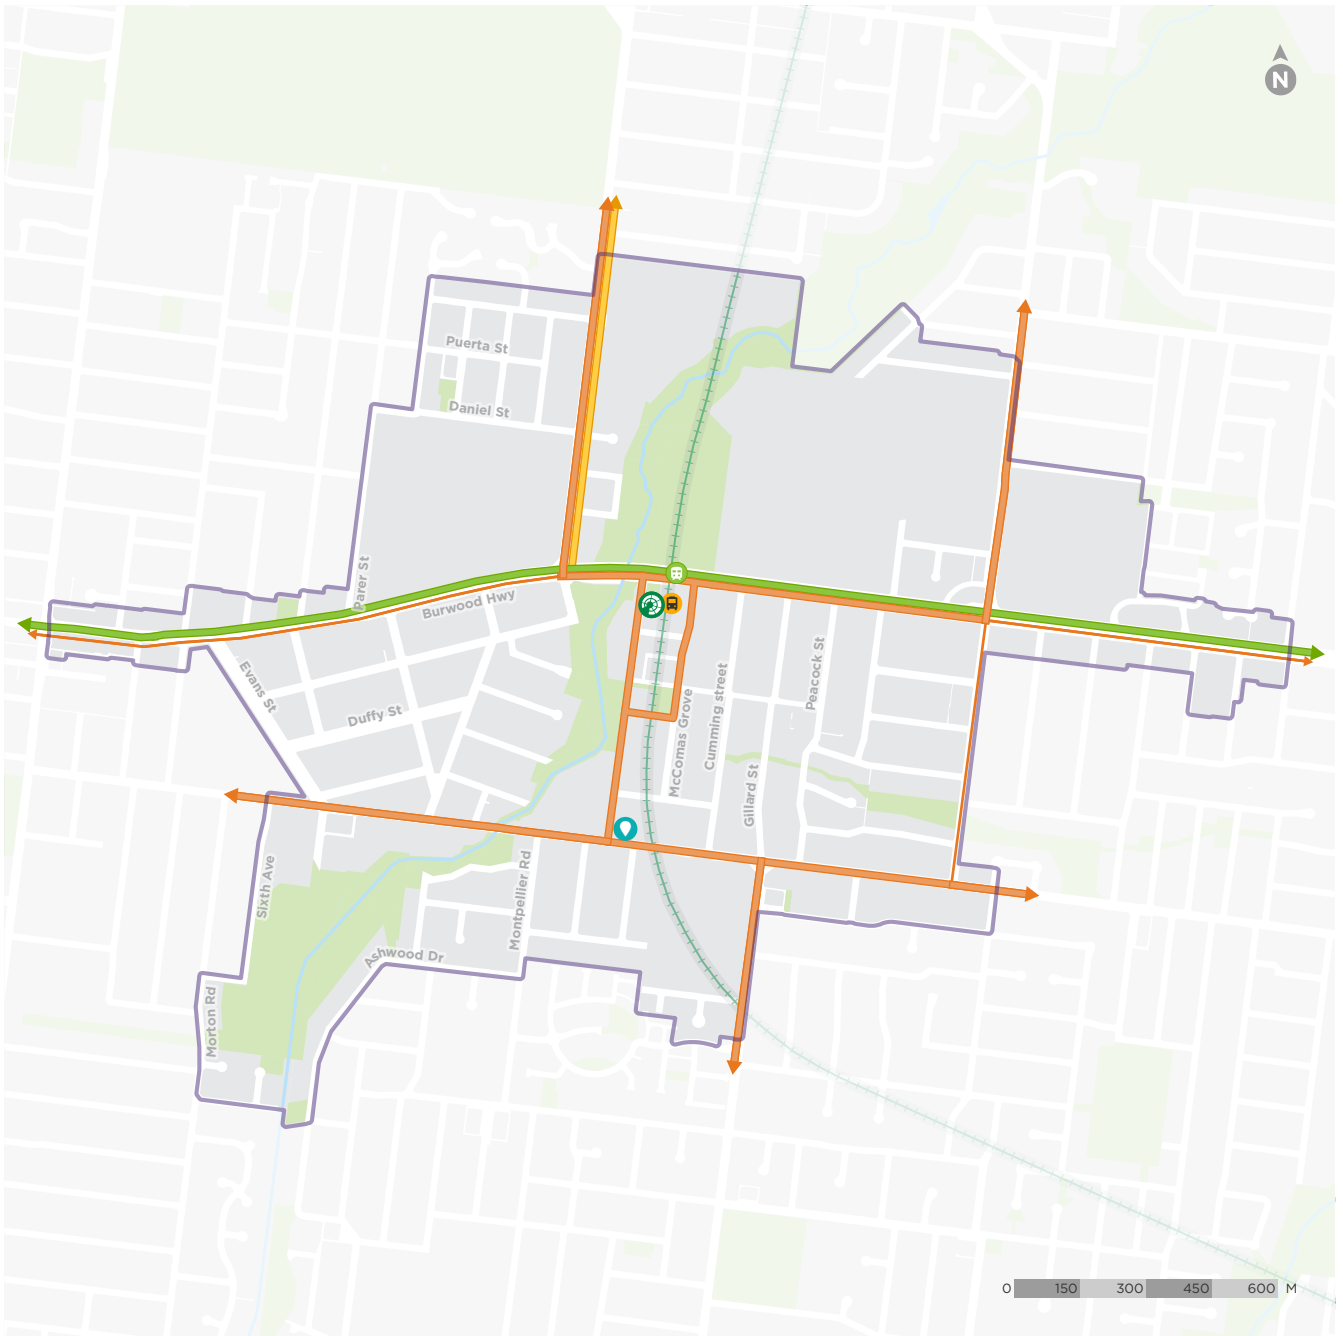 N
Puerta St
Daniel St
Parer St
Burwood Hwy
Evans St
Duffy St
Peacock St
Cumming street
McComas Grove
Gillard St
Sixth Ave
Montpellier Rd
Ashwood Dr
Morton Rd
0 150 300 450 600 M